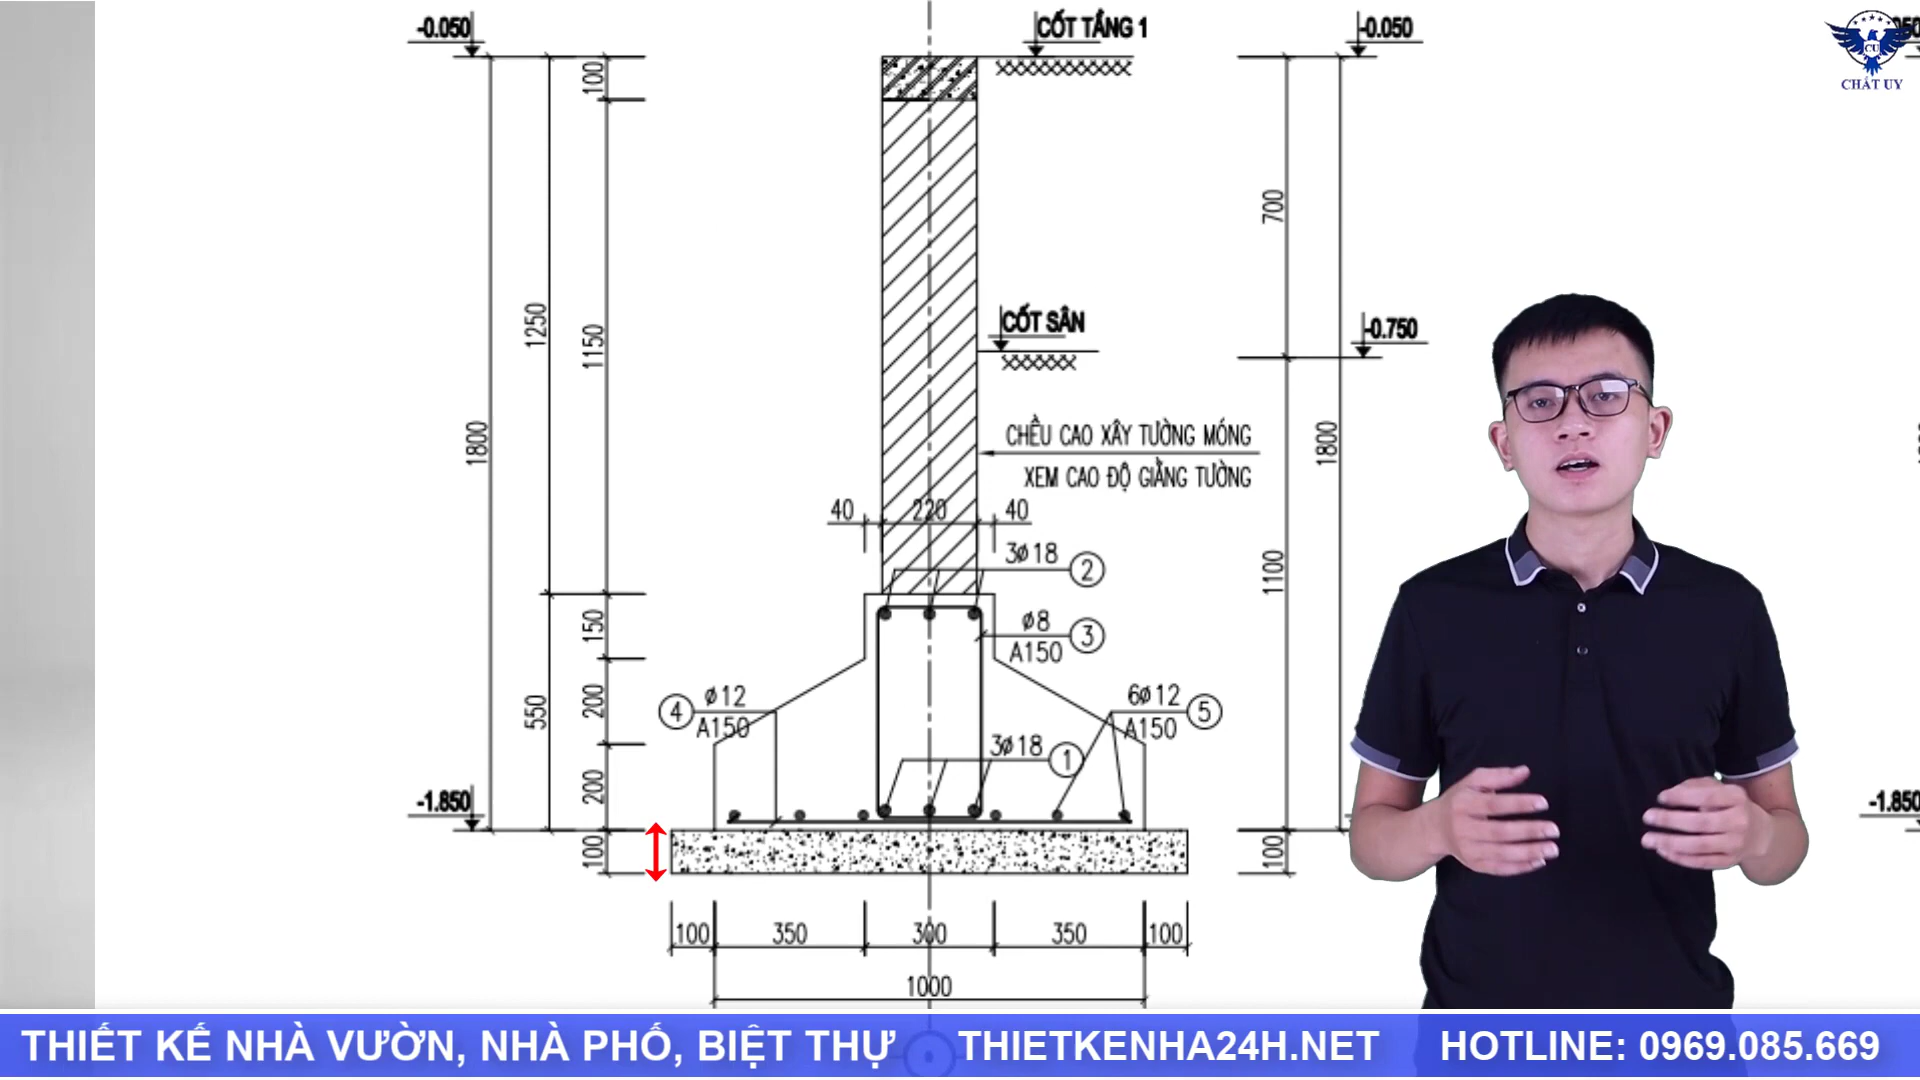 -0.050
CỐT TẦNG 1
-0.050
CU
CHẤT UY
100
700
1250
1150
CỐT SÂN
-0.750
1800
CHỀU CAO XÂY TƯỜNG MÓNG
XEM CAO ĐỘ GIẰNG TƯỜNG
1800
40
220
40
3ø18
2
1100
150
ø8
3
A150
4
ø12
A150
200
550
6ø12
5
A150
3ø18
1
200
-1.850
-1.850
100
100
100
350
300
350
100
1000
THIẾT KẾ NHÀ VƯỜN, NHÀ PHỐ, BIỆT THỰ
THIETKENHA24H.NET
HOTLINE: 0969.085.669